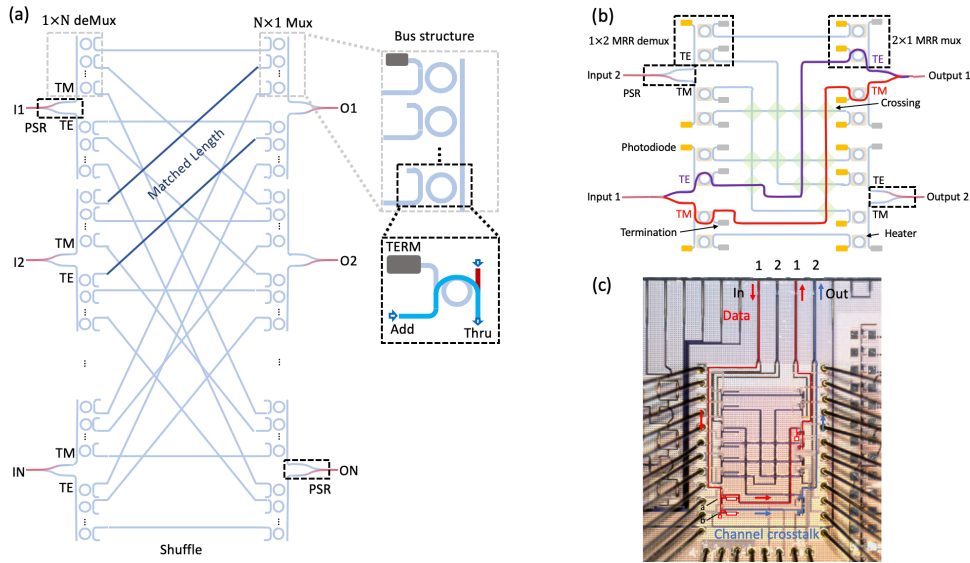 (a)
1×N deMux
N×1 Mux
Bus structure
TM
I1
PSR
TE
O1
Matched Length
TM
I2
TE
O2
TERM
Add
Thru
TM
IN
TE
ON
PSR
Shuffle
(b)
1×2 MRR demux
TE
2×1 MRR mux
TE
Input 2
Output 1
PSR
TM
TM
Crossing
Photodiode
TE
TE
Input 1
Output 2
TM
TM
Termination
Heater
(c)
1 2 1 2
In
Out
Data
Channel crosstalk